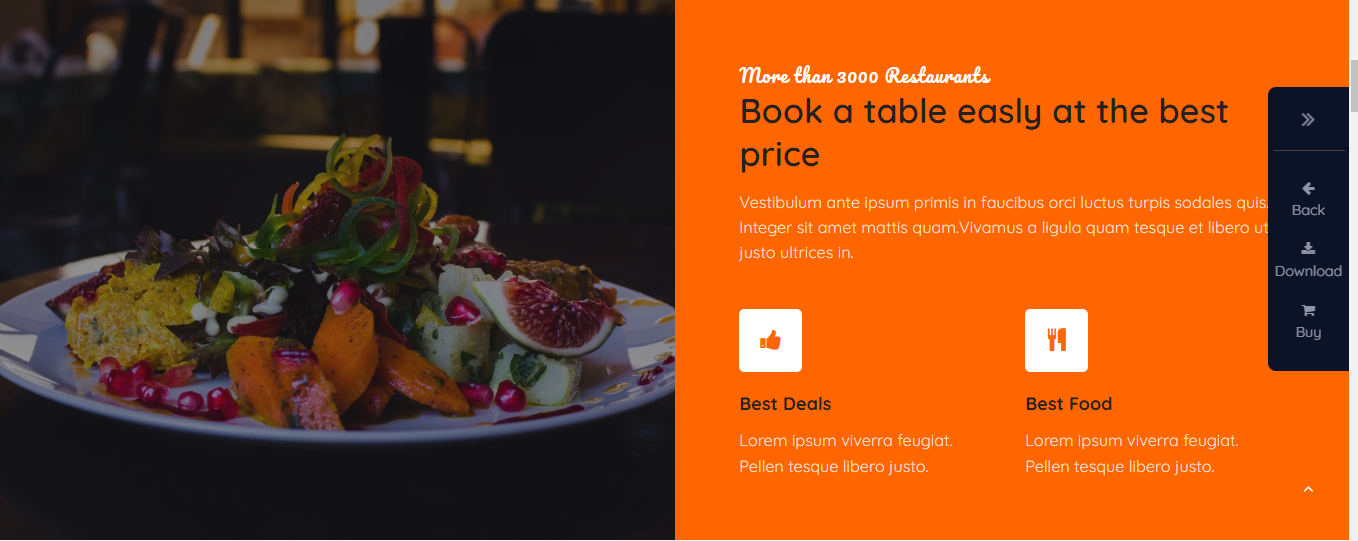 More than 3000 Restaurants
Book a table easly at the best
price
Vestibulum ante ipsum primis in faucibus orci luctus turpis sodales quis.
Integer sit amet mattis quam.Vivamus a ligula quam tesque et libero ut
justo ultrices in.
Back
Download
Buy
Best Deals
Best Food
Lorem ipsum viverra feugiat.
Pellen tesque libero justo.
Lorem ipsum viverra feugiat.
Pellen tesque libero justo.